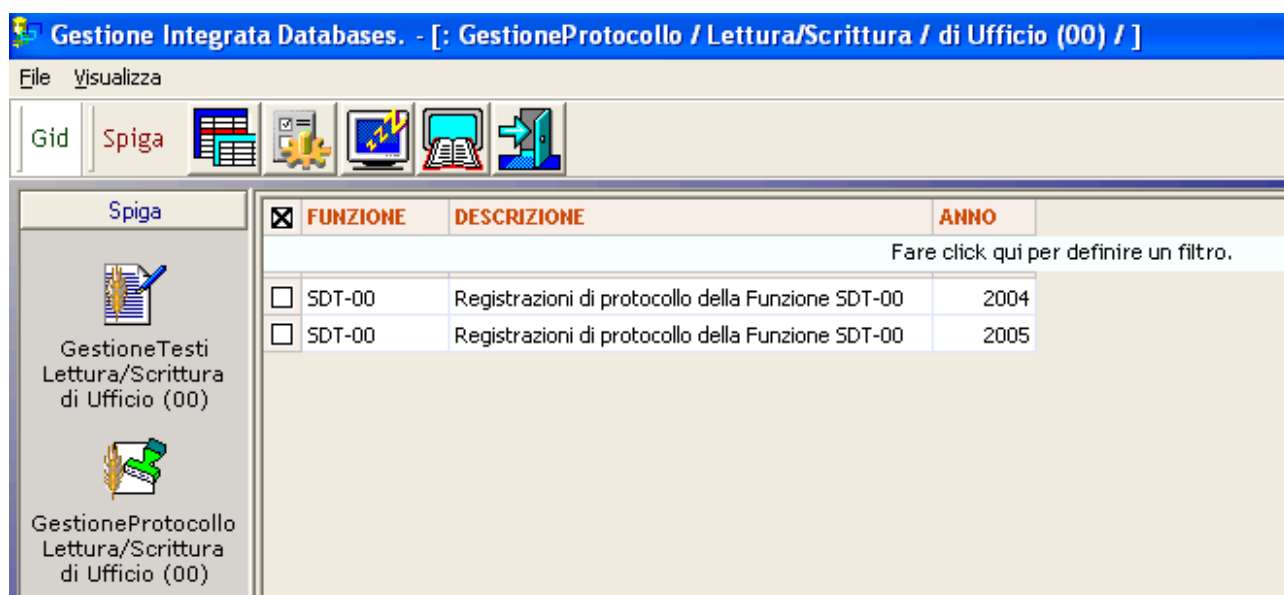 Gestione Integrata Databases. - [: GestioneProtocollo / Lettura/Scrittura / di Ufficio (00) / ]
File Visualizza
Gid Spiga
Spiga
GestioneTesti
Lettura/Scrittura
di Ufficio (00)
GestioneProtocollo
Lettura/Scrittura
di Ufficio (00)
FUNZIONE DESCRIZIONE ANNO
Fare click qui per definire un filtro.
SDT-00 Registrazioni di protocollo della Funzione SDT-00 2004
SDT-00 Registrazioni di protocollo della Funzione SDT-00 2005